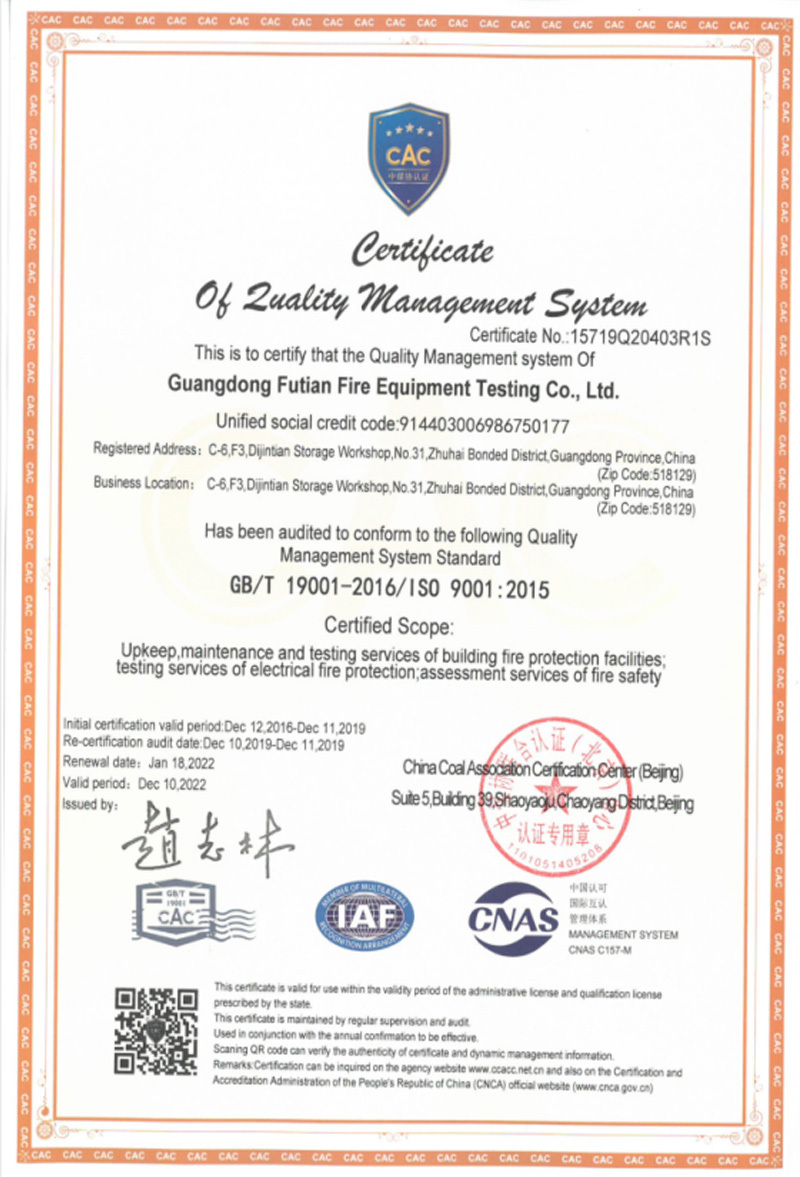 CAC
中煤协认证
Certificate
Of Quality Management System
Certificate No.:15719Q20403R1S
This is to certify that the Quality Management system Of
Guangdong Futian Fire Equipment Testing Co., Ltd.
Unified social credit code:914403006986750177
Registered Address: C-6,F3,Dijintian Storage Workshop,No.31,Zhuhai Bonded District,Guangdong Province,China
(Zip Code:518129)
Business Location: C-6,F3,Dijintian Storage Workshop,No.31,Zhuhai Bonded District,Guangdong Province,China
(Zip Code:518129)
Has been audited to conform to the following Quality
Management System Standard
GB/T 19001-2016/ISO 9001:2015
Certified Scope:
Upkeep,maintenance and testing services of building fire protection facilities;
testing services of electrical fire protection;assessment services of fire safety
Initial certification valid period:Dec 12,2016-Dec 11,2019
Re-certification audit date:Dec 10,2019-Dec 11,2019
Renewal date: Jan 18,2022
Valid period: Dec 10,2022
Issued by:
China Coal Association Certification Center (Beijing)
Suite 5,Building 39,Shaoyaoju,Chaoyang District,Beijing
认证专用章
1101051405206
GB/T
19001
CAC
MEMBER OF MULTILATERAL
IAF
RECOGNITION ARRANGEMENT
CNAS
中国认可
国际互认
管理体系
MANAGEMENT SYSTEM
CNAS C157-M
This certificate is valid for use within the validity period of the administrative license and qualification license
prescribed by the state.
This certificate is maintained by regular supervision and audit.
Used in conjunction with the annual confirmation to be effective.
Scaning QR code can verify the authenticity of certificate and dynamic management information.
Remarks:Certification can be inquired on the agency website www.ccacc.net.cn and also on the Certification and
Accreditation Administration of the People's Republic of China (CNCA) official website (www.cnca.gov.cn)